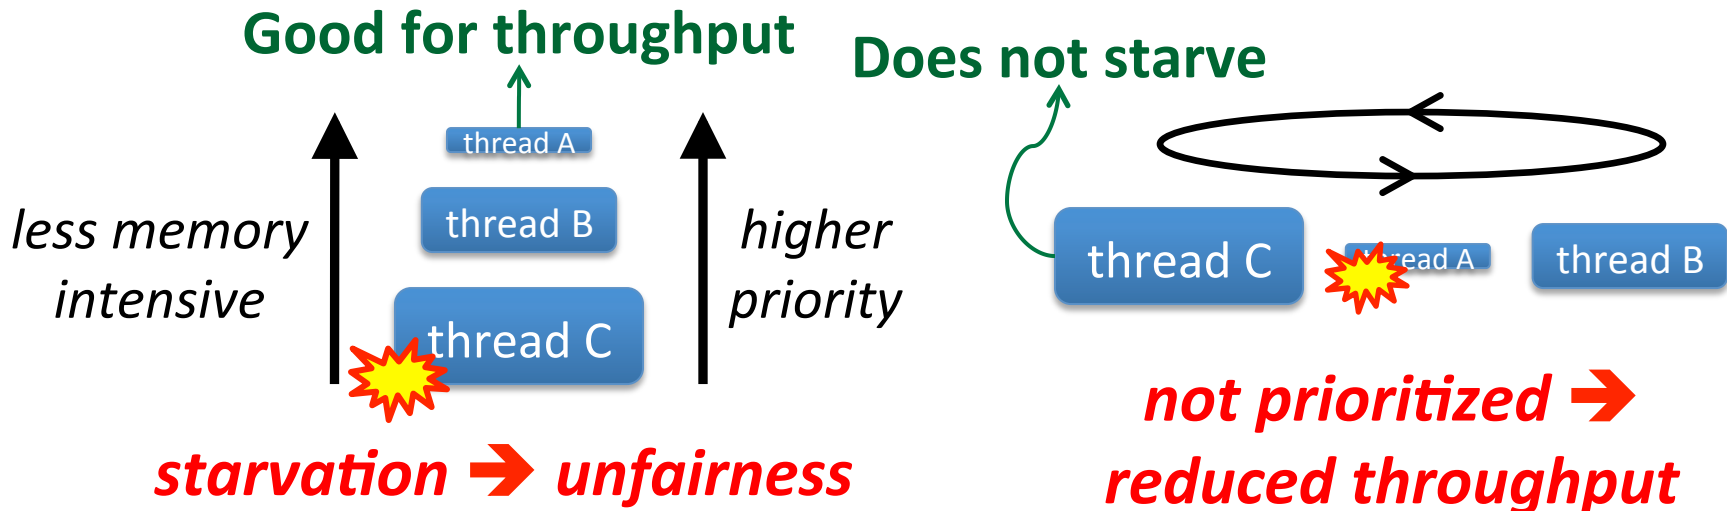 Good for throughput
thread A
less memory
intensive
thread B
higher
priority
thread C
starvation ➔ unfairness
Does not starve
thread C
thread A
thread B
not prioritized ➔
reduced throughput